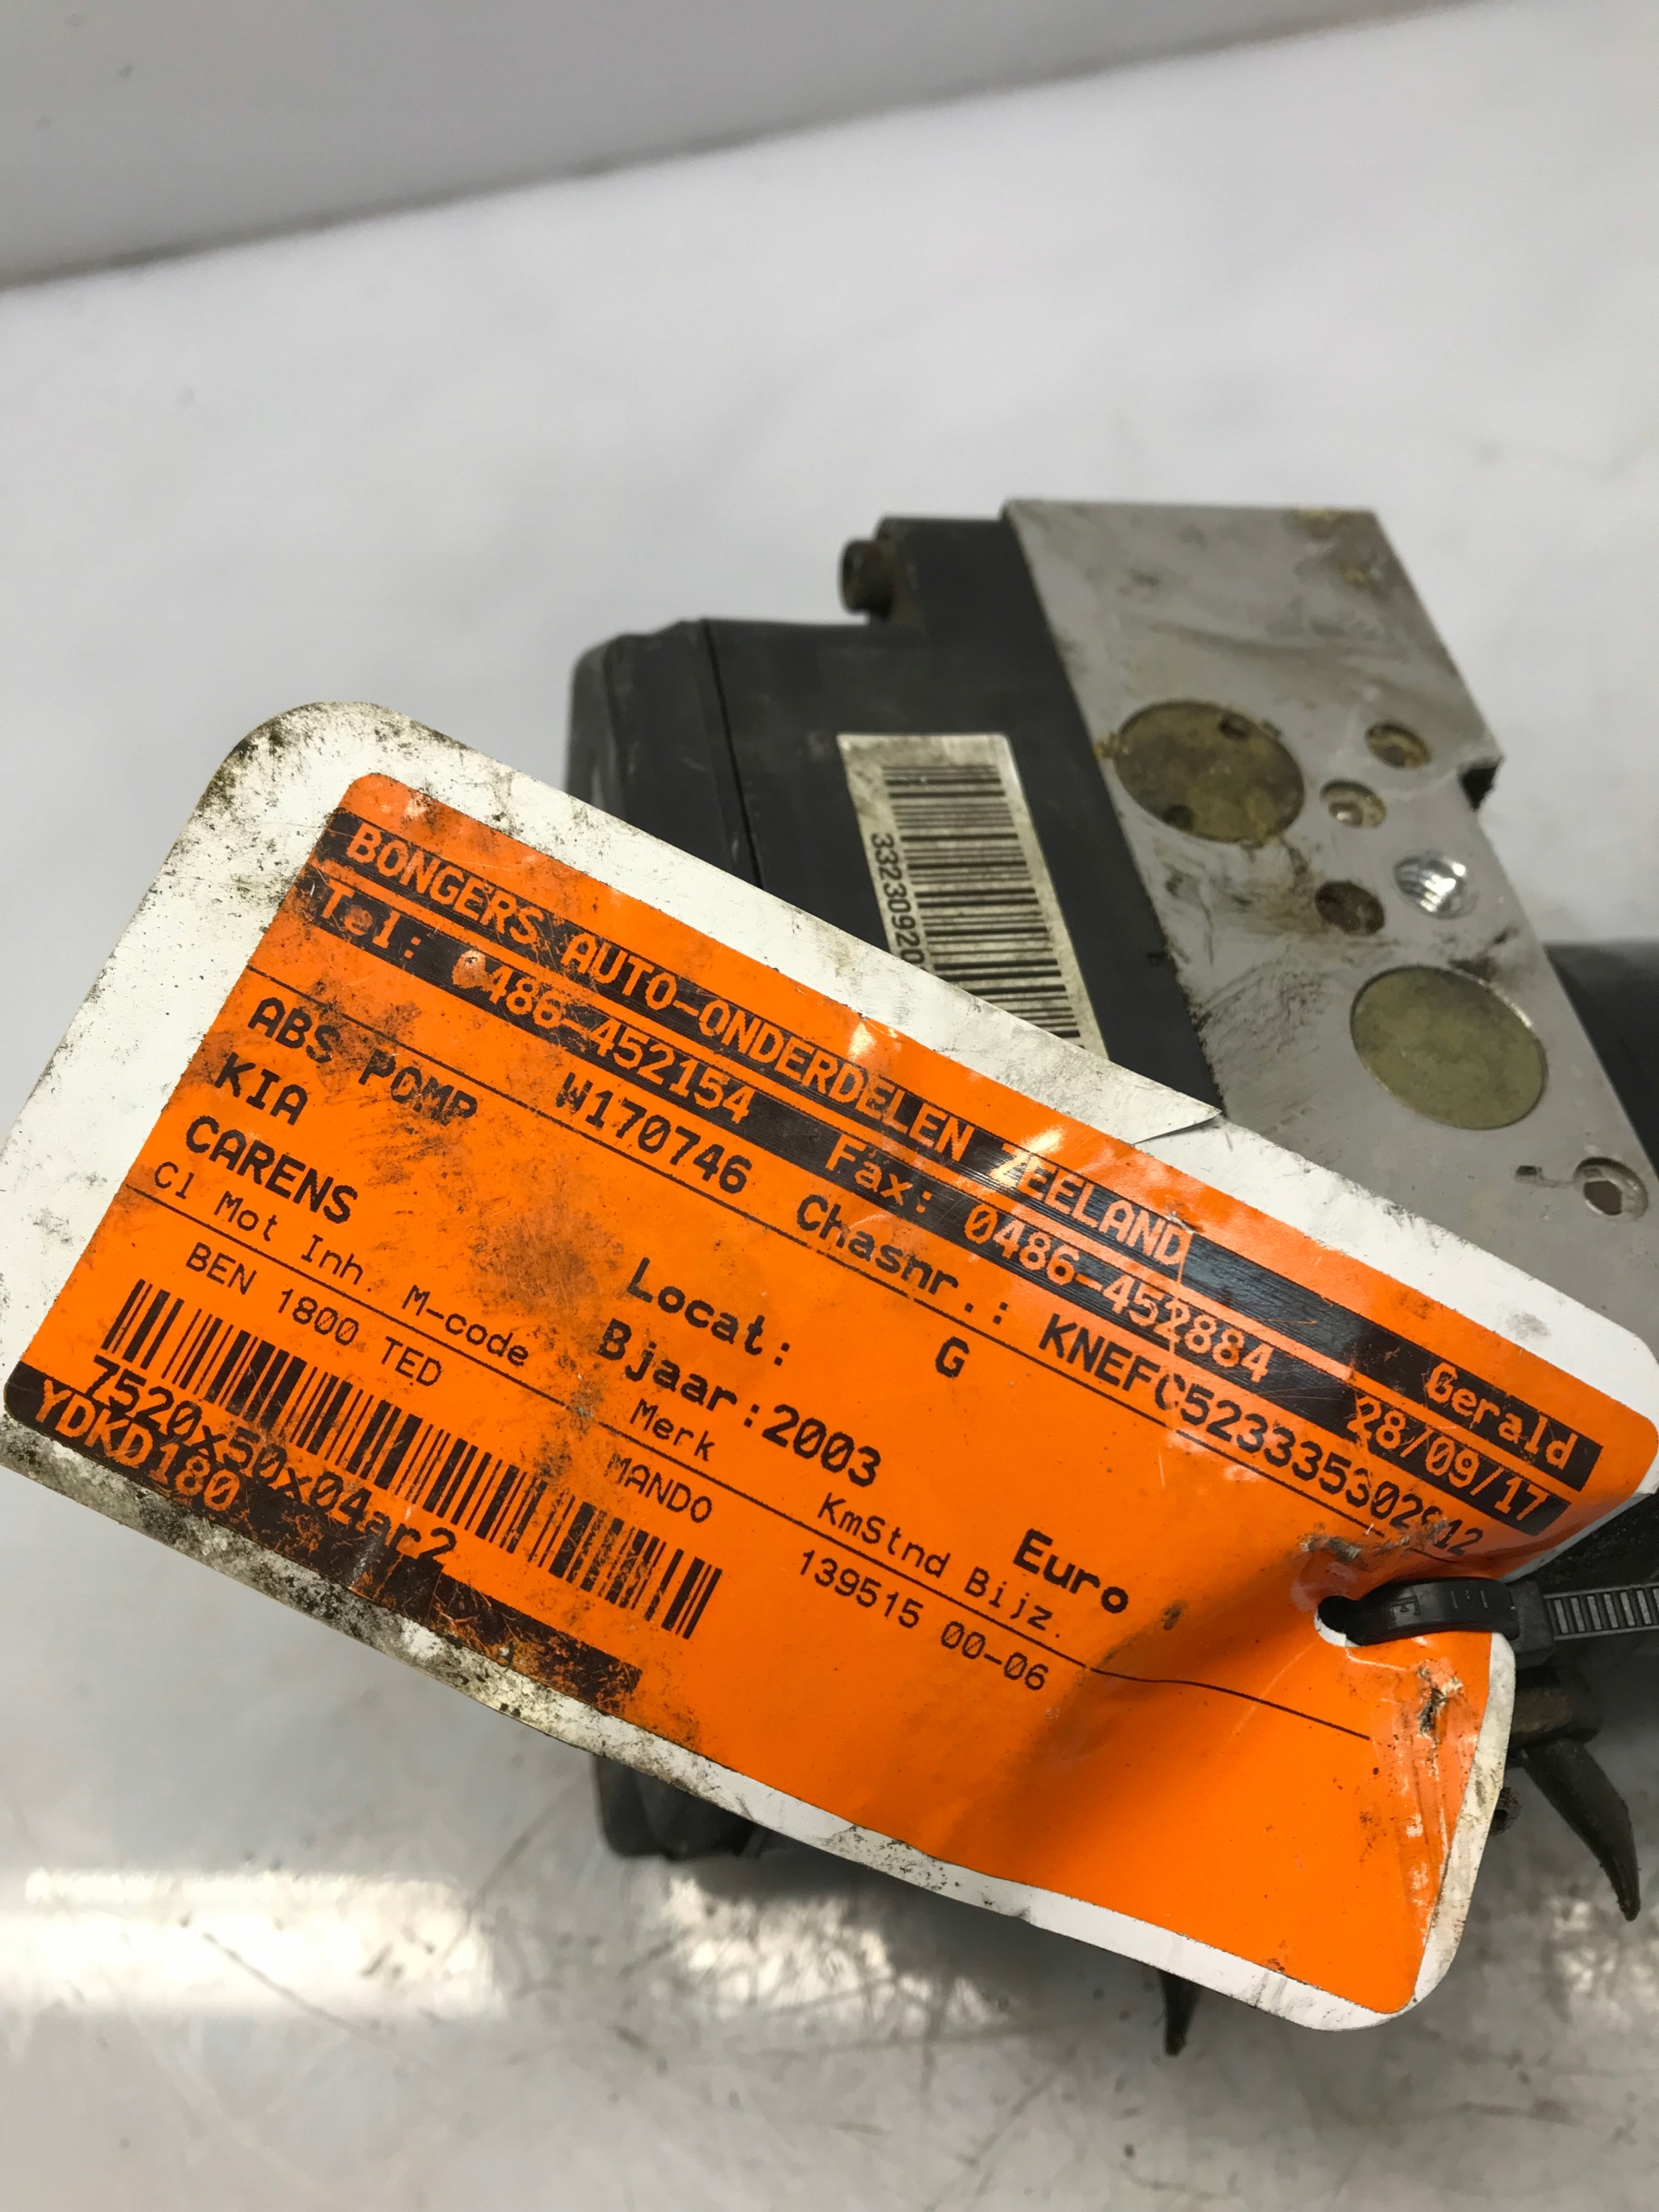 33230920
BONGERS AUTO-ONDERDELEN ZEELAND Gerald
Tel: 0486-452154 Fax: 0486-452884 28/09/17
ABS POMP W170746 Chasnr.: KNEFC523335302912
KIA
CARENS Locat: G
Bjaar:2003 Euro
Cl Mot Inh. M-code Merk KmStnd Bijz.
BEN 1800 TED MANDO 139515 00-06
7520x50x04ar2
YDKD180